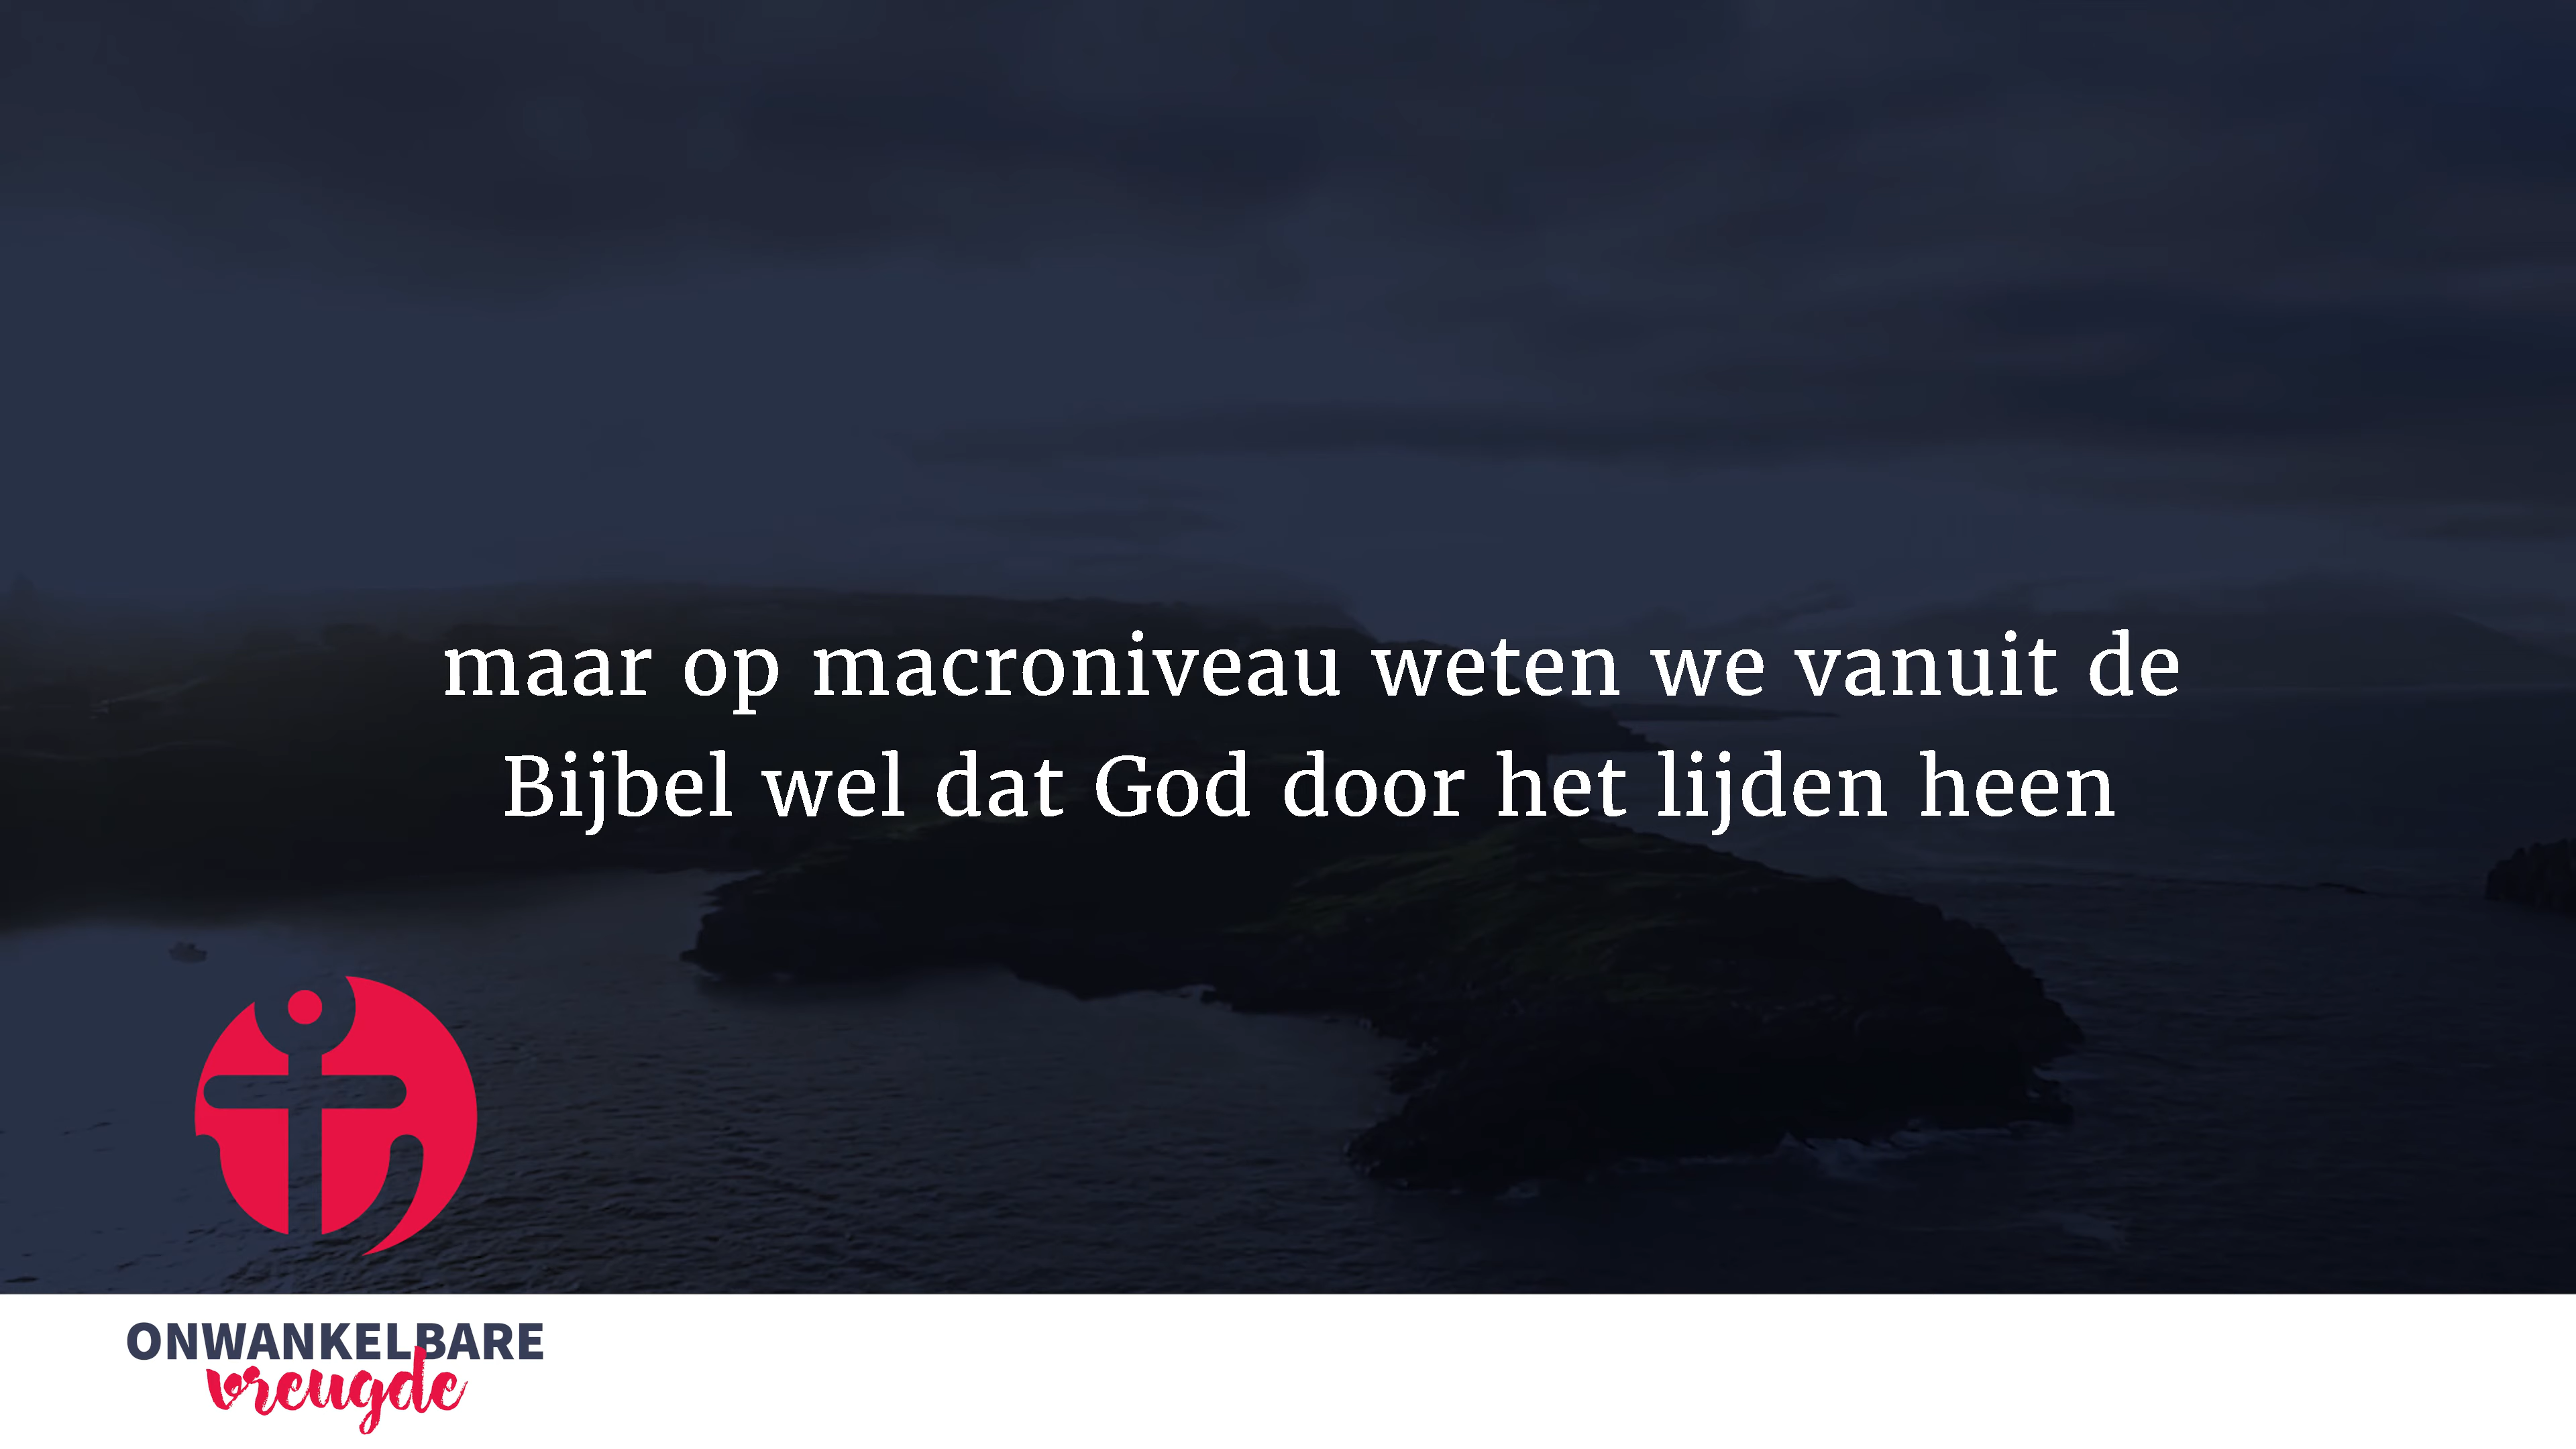 maar op macroniveau weten we vanuit de
Bijbel wel dat God door het lijden heen
ONWANKELBARE
vreugde